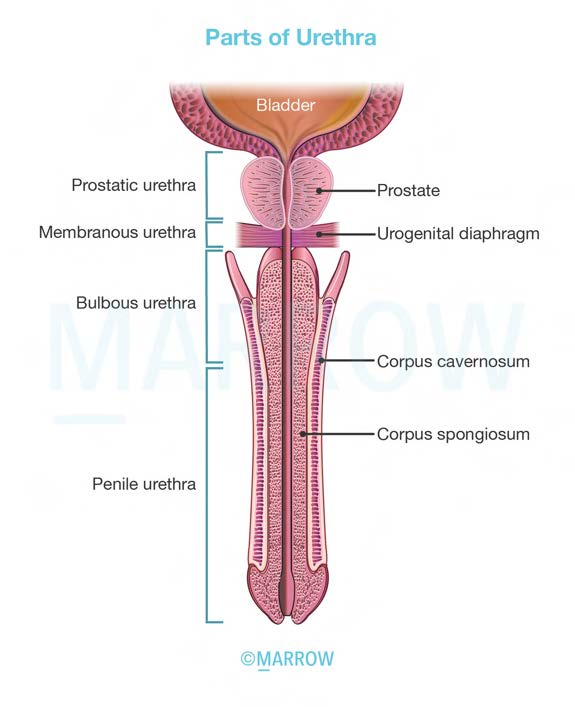 Parts of Urethra
Bladder
Prostatic urethra
Prostate
Membranous urethra
Urogenital diaphragm
Bulbous urethra
MARROW
Corpus cavernosum
Corpus spongiosum
Penile urethra
©MARROW